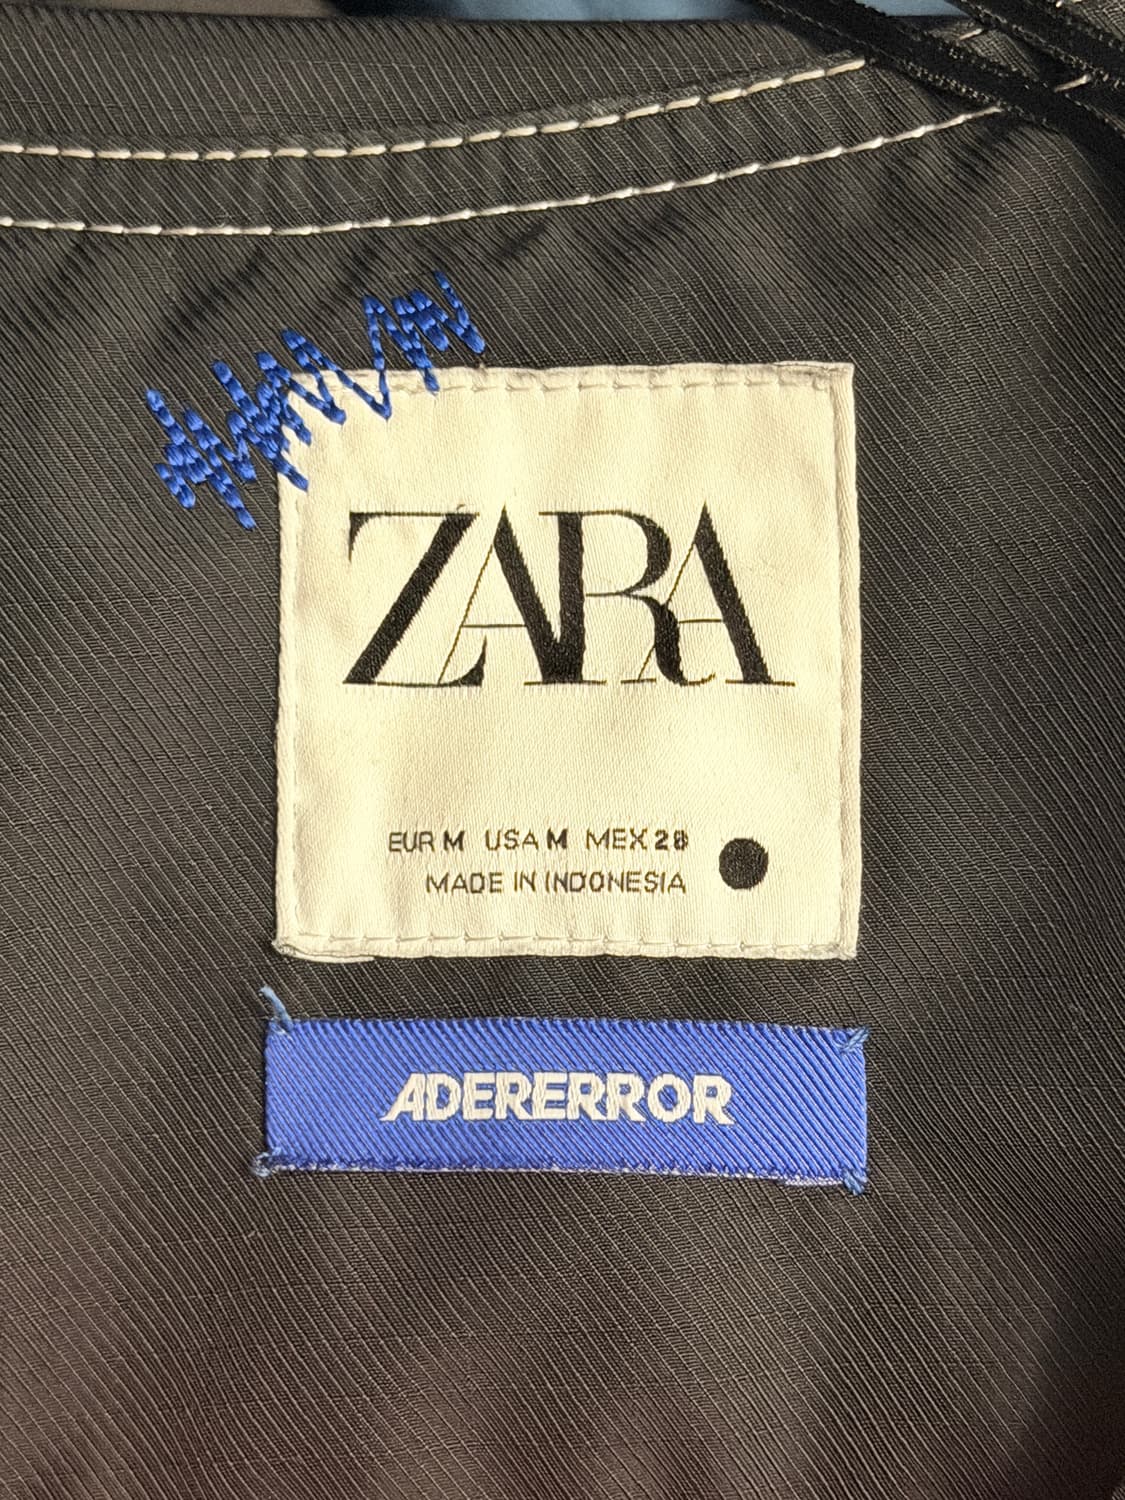 ZARA
EUR M USA M MEX 28
MADE IN INDONESIA
ADERERROR